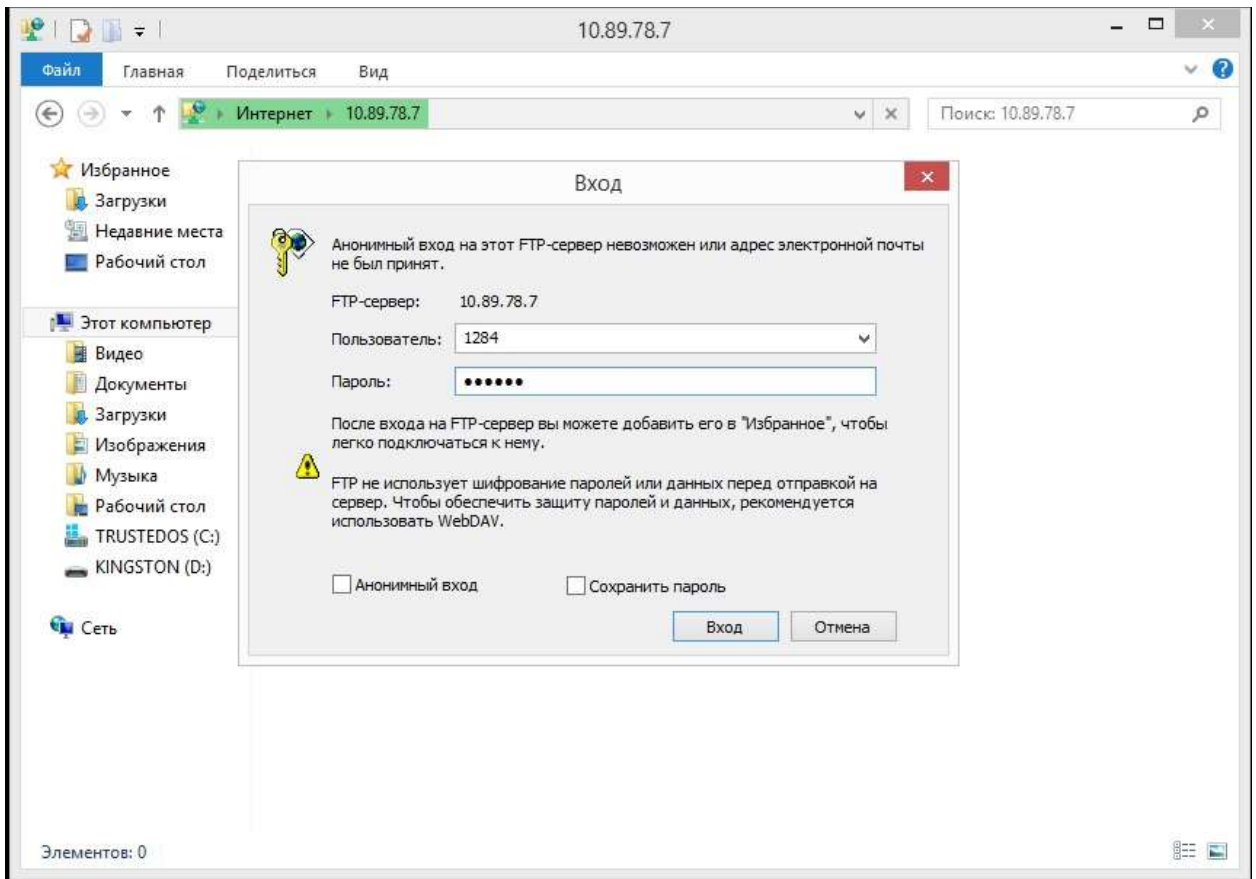 10.89.78.7
Файл Главная Поделиться Вид
Интернет 10.89.78.7 Поиск: 10.89.78.7
Избранное
Загрузки
Недавние места
Рабочий стол
Этот компьютер
Видео
Документы
Загрузки
Изображения
Музыка
Рабочий стол
TRUSTEDOS (C:)
KINGSTON (D:)
Сеть
Вход
Анонимный вход на этот FTP-сервер невозможен или адрес электронной почты
не был принят.
FTP-сервер: 10.89.78.7
Пользователь: 1284
Пароль: ••••••
После входа на FTP-сервер вы можете добавить его в "Избранное", чтобы
легко подключаться к нему.
FTP не использует шифрование паролей или данных перед отправкой на
сервер. Чтобы обеспечить защиту паролей и данных, рекомендуется
использовать WebDAV.
Анонимный вход Сохранить пароль
Вход Отмена
Элементов: 0